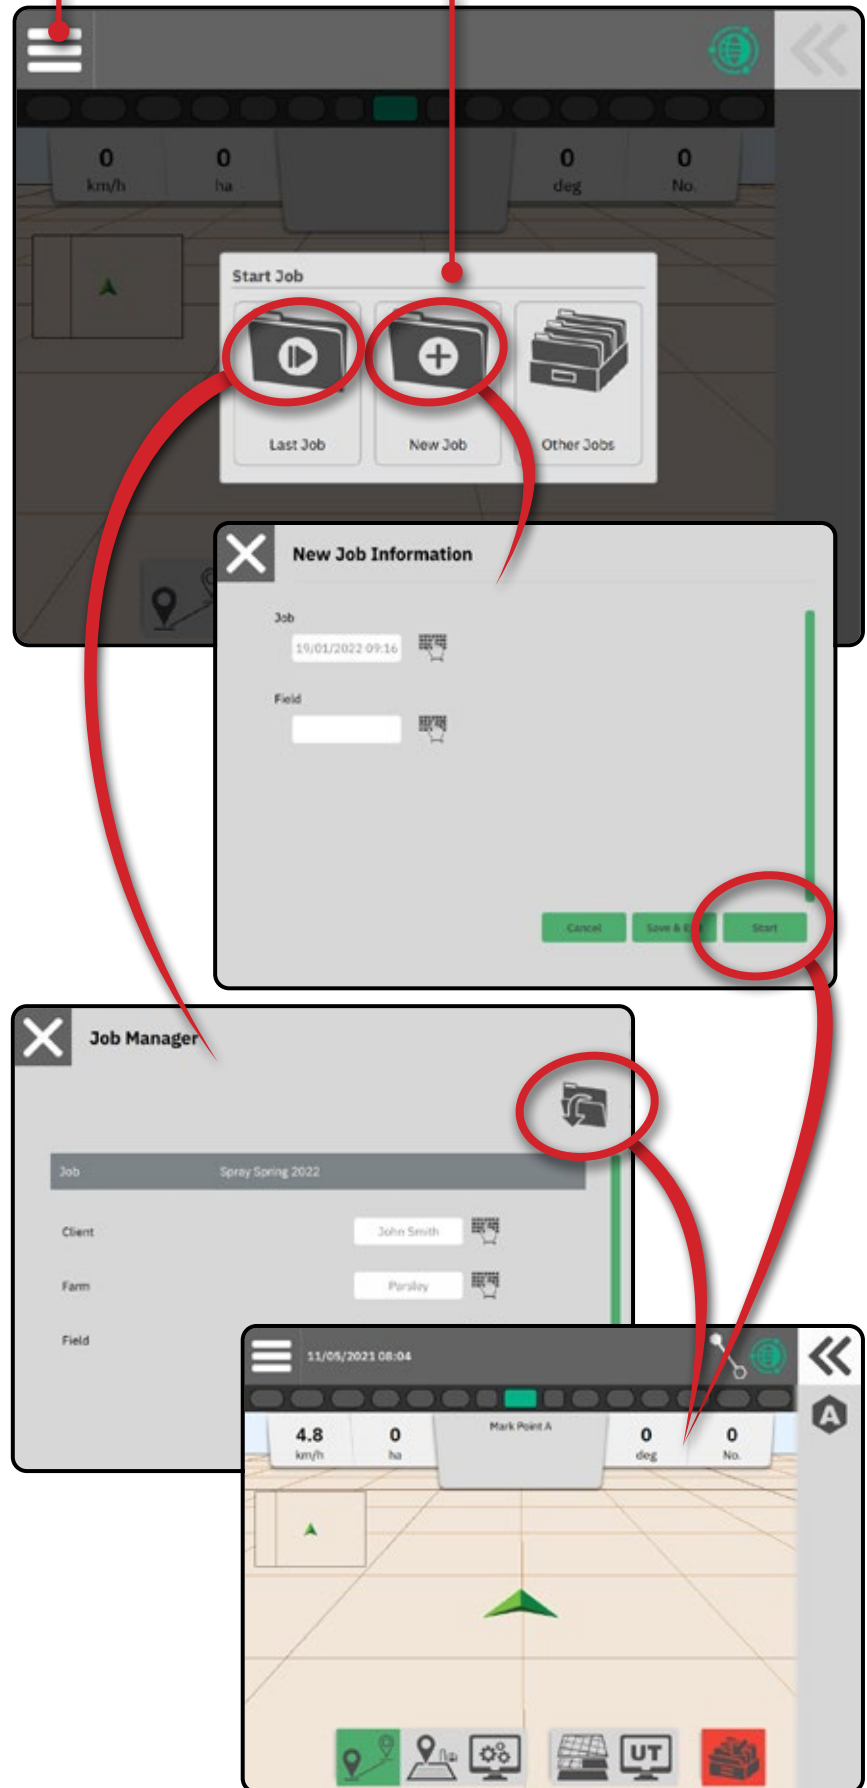 0 0 0 0
km/h ha deg No.
Start Job
Last Job New Job Other Jobs
New Job Information
Job
19/01/2022 09:16
Field
Cancel Save & E Start
Job Manager
Job Spray Spring 2022
Client John Smith
Farm Parsley
Field
11/05/2021 08:04
4.8 0 Mark Point A 0 0
km/h ha deg No.
A
UT